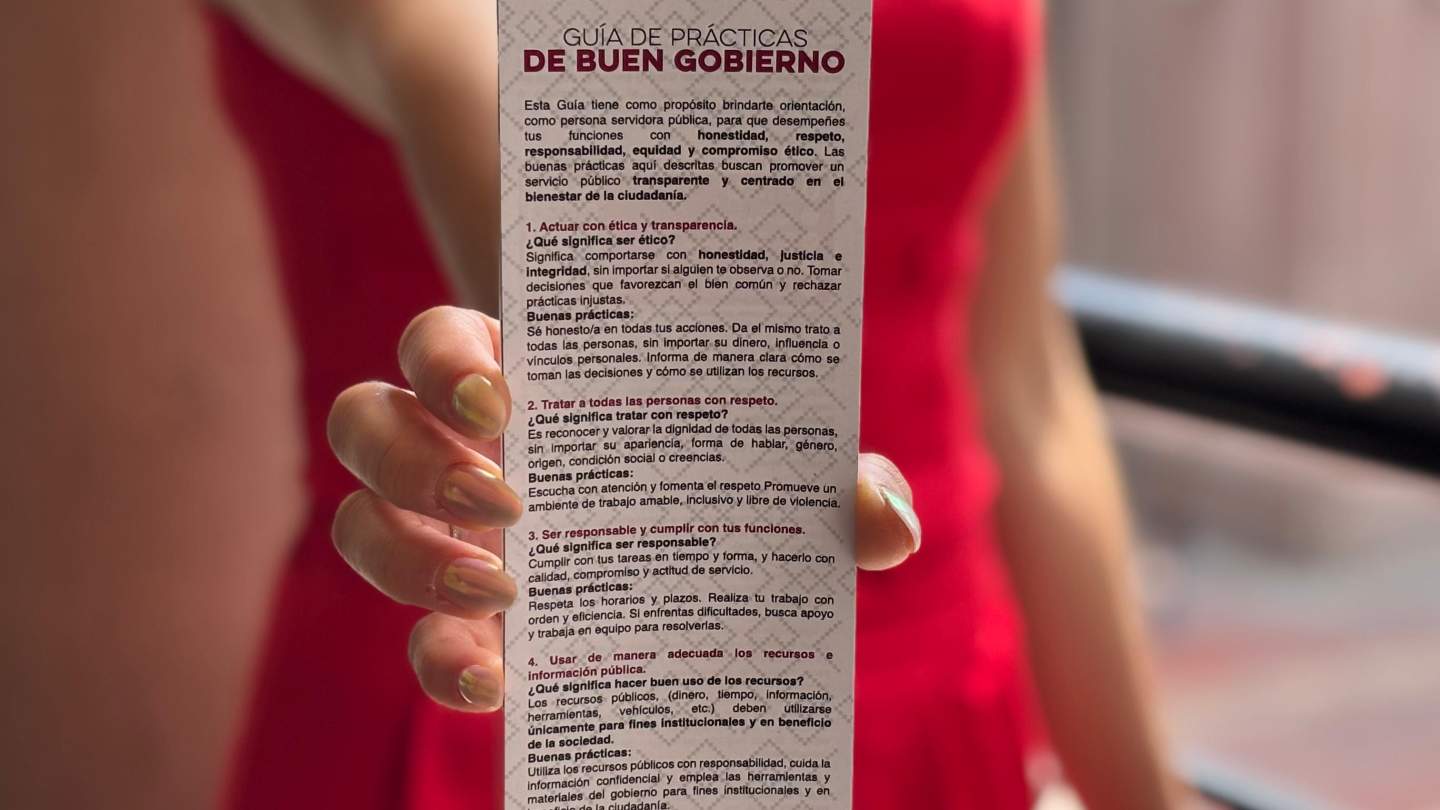 GUÍA DE PRÁCTICAS
DE BUEN GOBIERNO
Esta Guía tiene como propósito brindarte orientación,
como persona servidora pública, para que desempeñes
tus funciones con honestidad, respeto,
responsabilidad, equidad y compromiso ético. Las
buenas prácticas aquí descritas buscan promover un
servicio público transparente y centrado en el
bienestar de la ciudadanía.
1. Actuar con ética y transparencia.
¿Qué significa ser ético?
Significa comportarse con honestidad, justicia e
integridad, sin importar si alguien te observa o no. Tomar
decisiones que favorezcan el bien común y rechazar
prácticas injustas.
Buenas prácticas:
Sé honesto/a en todas tus acciones. Da el mismo trato a
todas las personas, sin importar su dinero, influencia o
vínculos personales. Informa de manera clara cómo se
toman las decisiones y cómo se utilizan los recursos.
2. Tratar a todas las personas con respeto.
¿Qué significa tratar con respeto?
Es reconocer y valorar la dignidad de todas las personas,
sin importar su apariencia, forma de hablar, género,
origen, condición social o creencias.
Buenas prácticas:
Escucha con atención y fomenta el respeto Promueve un
ambiente de trabajo amable, inclusivo y libre de violencia.
3. Ser responsable y cumplir con tus funciones.
¿Qué significa ser responsable?
Cumplir con tus tareas en tiempo y forma, y hacerlo con
calidad, compromiso y actitud de servicio.
Buenas prácticas:
Respeta los horarios y plazos. Realiza tu trabajo con
orden y eficiencia. Si enfrentas dificultades, busca apoyo
y trabaja en equipo para resolverlas.
4. Usar de manera adecuada los recursos e
información pública.
¿Qué significa hacer buen uso de los recursos?
Los recursos públicos, (dinero, tiempo, información,
herramientas, vehículos, etc.) deben utilizarse
únicamente para fines institucionales y en beneficio
de la sociedad.
Buenas prácticas:
Utiliza los recursos públicos con responsabilidad, cuida la
información confidencial y emplea las herramientas y
materiales del gobierno para fines institucionales y en
de la ciudadanía.